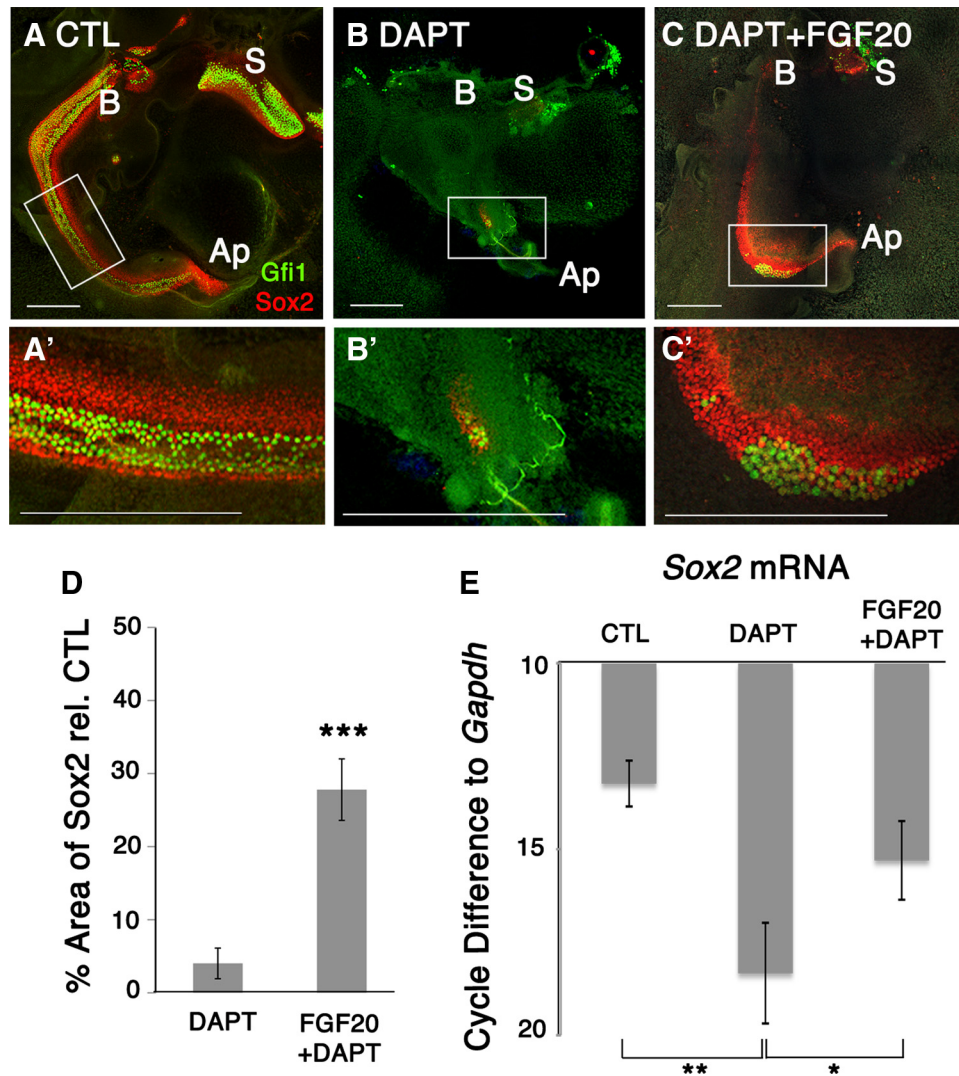 A CTL
B
S
Ap
Gfi1
Sox2
B DAPT
B
S
Ap
C DAPT+FGF20
B
S
Ap
A'
B'
C'
D
% Area of Sox2 rel. CTL
50
40
30
20
10
0
***
DAPT
FGF20
+DAPT
E
Sox2 mRNA
CTL
DAPT
FGF20
+DAPT
Cycle Difference to Gapdh
10
15
20
**
*